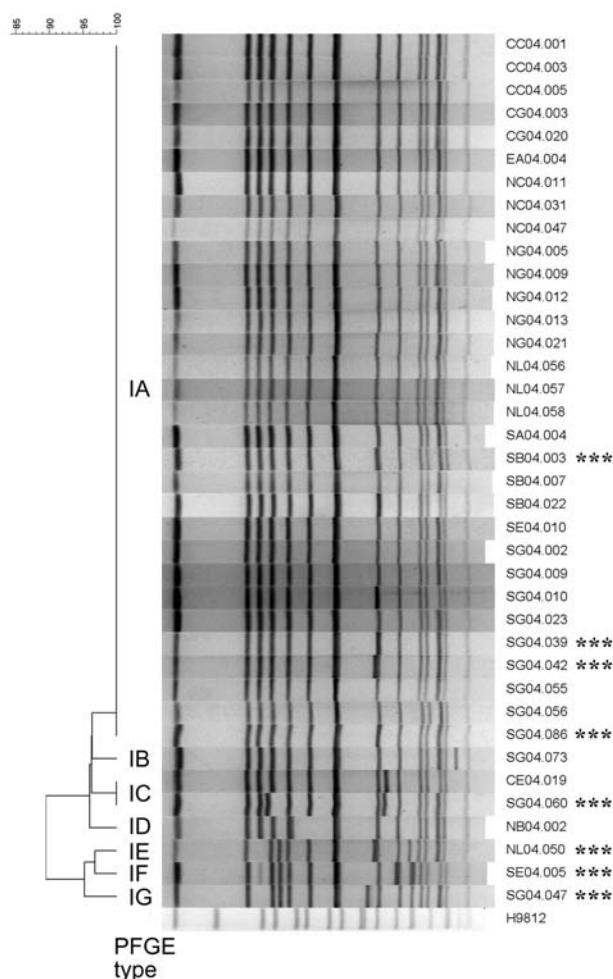 85 90 95 100
CC04.001
CC04.003
CC04.005
CG04.003
CG04.020
EA04.004
NC04.011
NC04.031
NC04.047
NG04.005
NG04.009
NG04.012
NG04.013
NG04.021
NL04.056
IA NL04.057
NL04.058
SA04.004
SB04.003 ***
SB04.007
SB04.022
SE04.010
SG04.002
SG04.009
SG04.010
SG04.023
SG04.039 ***
SG04.042 ***
SG04.055
SG04.056
SG04.086 ***
IB SG04.073
CE04.019
IC SG04.060 ***
ID NB04.002
IE NL04.050 ***
IF SE04.005 ***
IG SG04.047 ***
H9812
PFGE
type